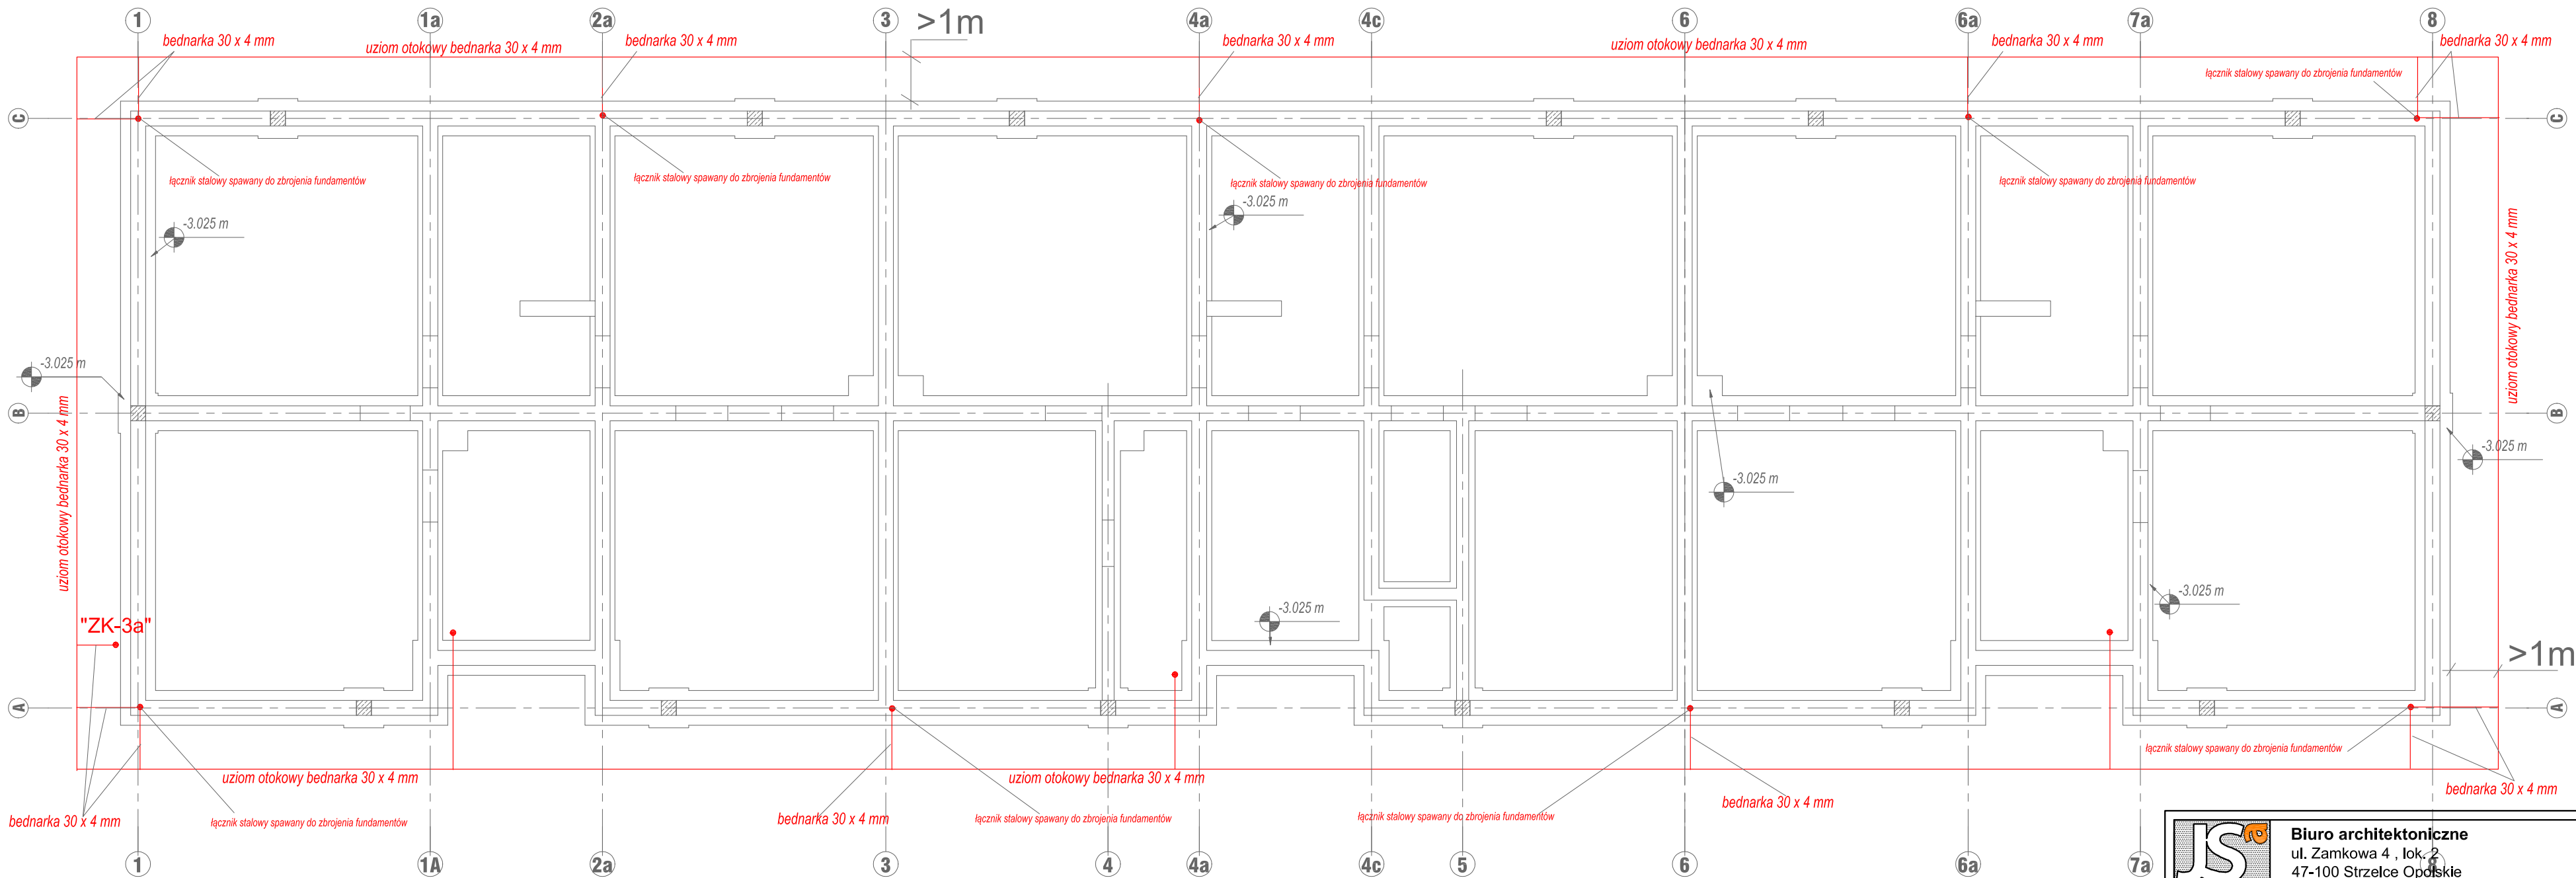 1
1a
2a
3
>1m
4a
4c
6
6a
7a
8
bednarka 30 x 4 mm
uziom otokowy bednarka 30 x 4 mm
bednarka 30 x 4 mm
bednarka 30 x 4 mm
uziom otokowy bednarka 30 x 4 mm
bednarka 30 x 4 mm
bednarka 30 x 4 mm
łącznik stalowy spawany do zbrojenia fundamentów
C
C
łącznik stalowy spawany do zbrojenia fundamentów
łącznik stalowy spawany do zbrojenia fundamentów
łącznik stalowy spawany do zbrojenia fundamentów
łącznik stalowy spawany do zbrojenia fundamentów
-3.025 m
-3.025 m
uziom otokowy bednarka 30 x 4 mm
-3.025 m
B
B
uziom otokowy bednarka 30 x 4 mm
-3.025 m
-3.025 m
-3.025 m
-3.025 m
"ZK-3a"
>1m
A
A
łącznik stalowy spawany do zbrojenia fundamentów
uziom otokowy bednarka 30 x 4 mm
uziom otokowy bednarka 30 x 4 mm
bednarka 30 x 4 mm
bednarka 30 x 4 mm
bednarka 30 x 4 mm
łącznik stalowy spawany do zbrojenia fundamentów
bednarka 30 x 4 mm
łącznik stalowy spawany do zbrojenia fundamentów
łącznik stalowy spawany do zbrojenia fundamentów
1
1A
2a
3
4
4a
4c
5
6
6a
7a
8
JSa
Biuro architektoniczne
ul. Zamkowa 4 , lok. 2
47-100 Strzelce Opolskie